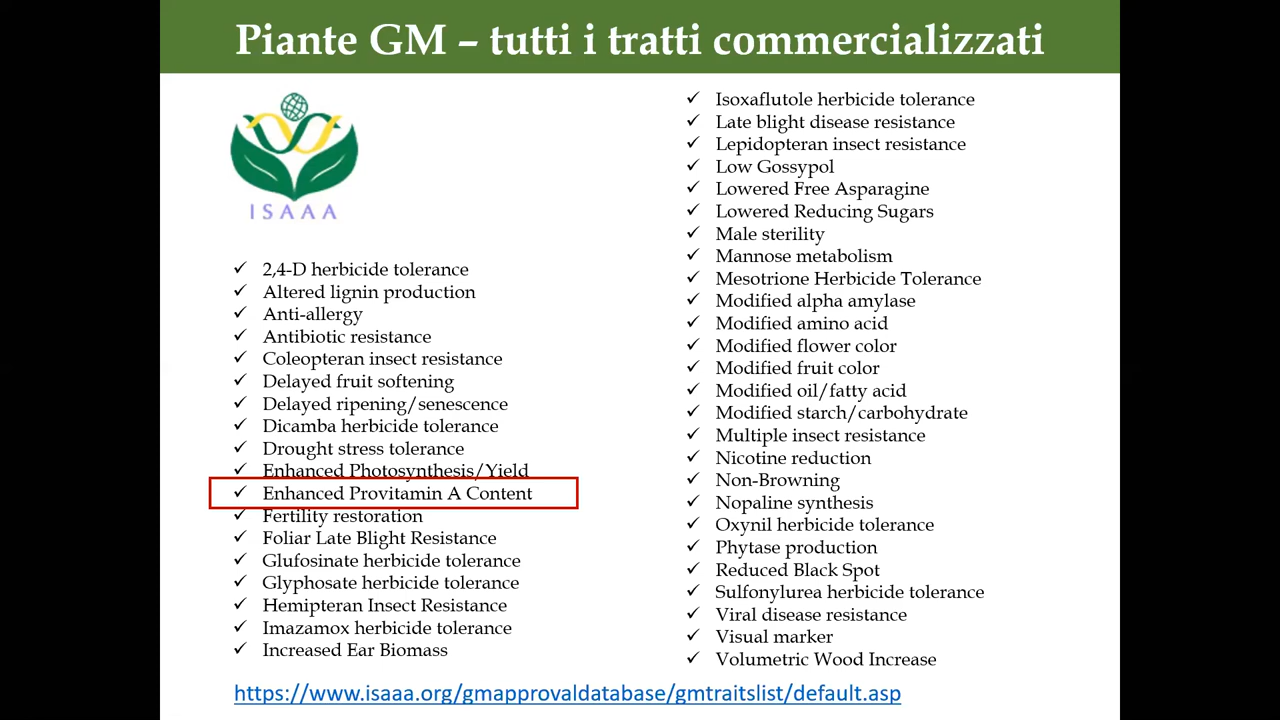 Piante GM – tutti i tratti commercializzati
ISAAA
✓ 2,4-D herbicide tolerance
✓ Altered lignin production
✓ Anti-allergy
✓ Antibiotic resistance
✓ Coleopteran insect resistance
✓ Delayed fruit softening
✓ Delayed ripening/senescence
✓ Dicamba herbicide tolerance
✓ Drought stress tolerance
✓ Enhanced Photosynthesis/Yield
✓ Enhanced Provitamin A Content
✓ Fertility restoration
✓ Foliar Late Blight Resistance
✓ Glufosinate herbicide tolerance
✓ Glyphosate herbicide tolerance
✓ Hemipteran Insect Resistance
✓ Imazamox herbicide tolerance
✓ Increased Ear Biomass
✓ Isoxaflutole herbicide tolerance
✓ Late blight disease resistance
✓ Lepidopteran insect resistance
✓ Low Gossypol
✓ Lowered Free Asparagine
✓ Lowered Reducing Sugars
✓ Male sterility
✓ Mannose metabolism
✓ Mesotrione Herbicide Tolerance
✓ Modified alpha amylase
✓ Modified amino acid
✓ Modified flower color
✓ Modified fruit color
✓ Modified oil/fatty acid
✓ Modified starch/carbohydrate
✓ Multiple insect resistance
✓ Nicotine reduction
✓ Non-Browning
✓ Nopaline synthesis
✓ Oxynil herbicide tolerance
✓ Phytase production
✓ Reduced Black Spot
✓ Sulfonylurea herbicide tolerance
✓ Viral disease resistance
✓ Visual marker
✓ Volumetric Wood Increase
https://www.isaaa.org/gmapprovaldatabase/gmtraitslist/default.asp